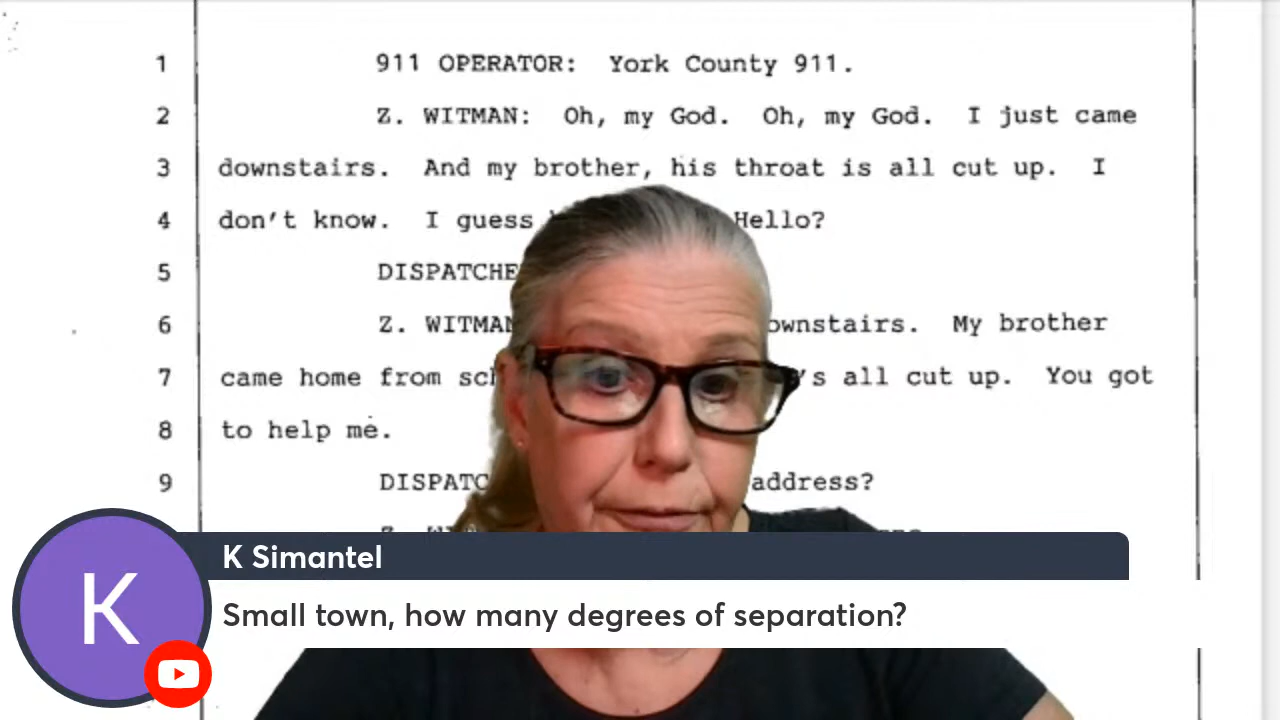 1 911 OPERATOR: York County 911.
2 Z. WITMAN: Oh, my God. Oh, my God. I just came
3 downstairs. And my brother, his throat is all cut up. I
4 don't know. I guess Hello?
5 DISPATCHE
6 Z. WITMAN ownstairs. My brother
7 came home from sch 's all cut up. You got
8 to help me.
9 DISPATC address?
K
K Simantel
Small town, how many degrees of separation?